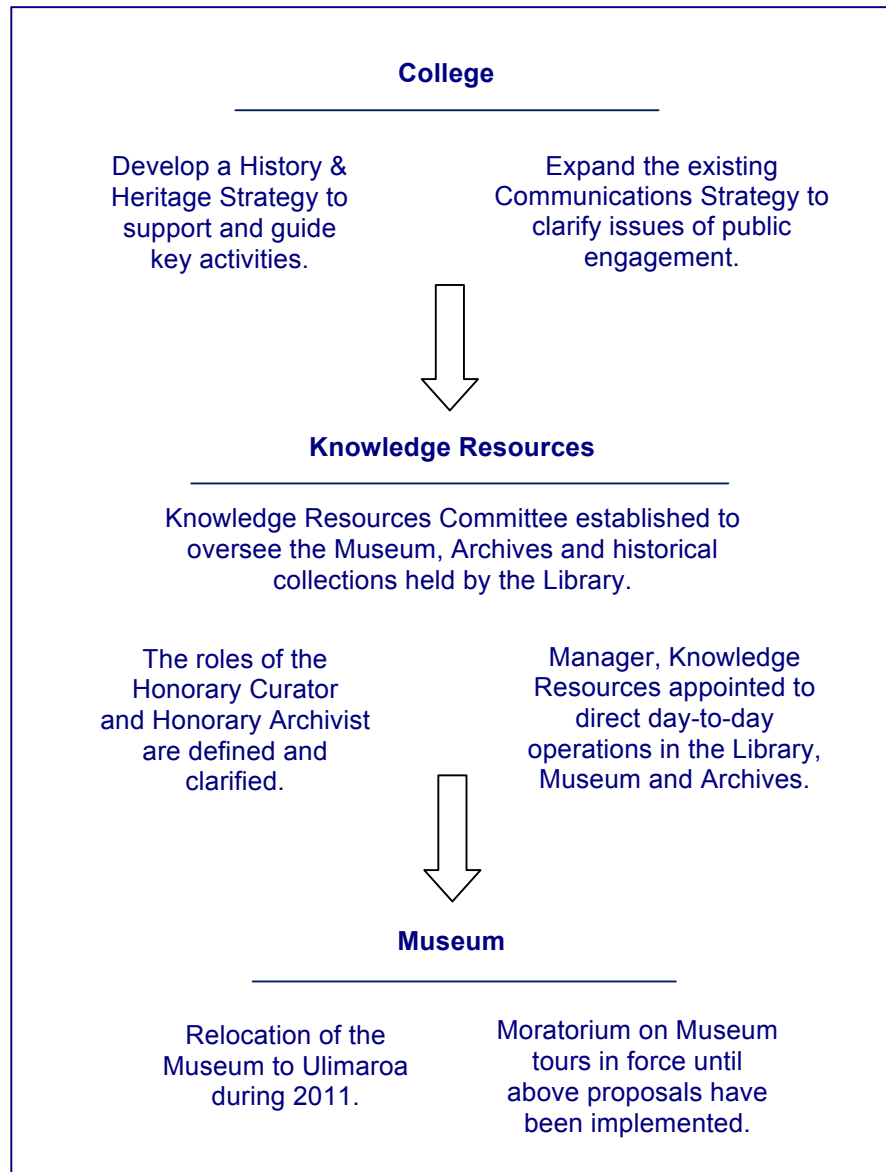 College
Develop a History &
Heritage Strategy to
support and guide
key activities.
Expand the existing
Communications Strategy to
clarify issues of public
engagement.
Knowledge Resources
Knowledge Resources Committee established to
oversee the Museum, Archives and historical
collections held by the Library.
The roles of the
Honorary Curator
and Honorary Archivist
are defined and
clarified.
Manager, Knowledge
Resources appointed to
direct day-to-day
operations in the Library,
Museum and Archives.
Museum
Relocation of the
Museum to Ulimaroa
during 2011.
Moratorium on Museum
tours in force until
above proposals have
been implemented.